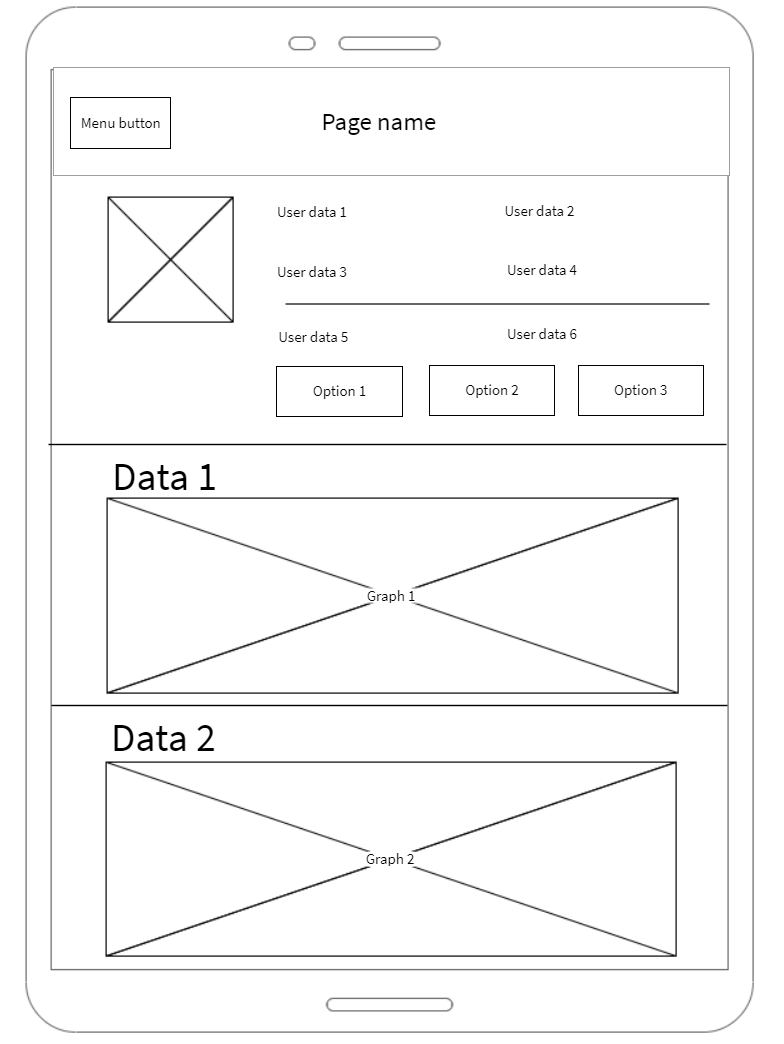 Menu button
Page name
User data 1
User data 2
User data 3
User data 4
User data 5
User data 6
Option 1
Option 2
Option 3
Data 1
Graph 1
Data 2
Graph 2